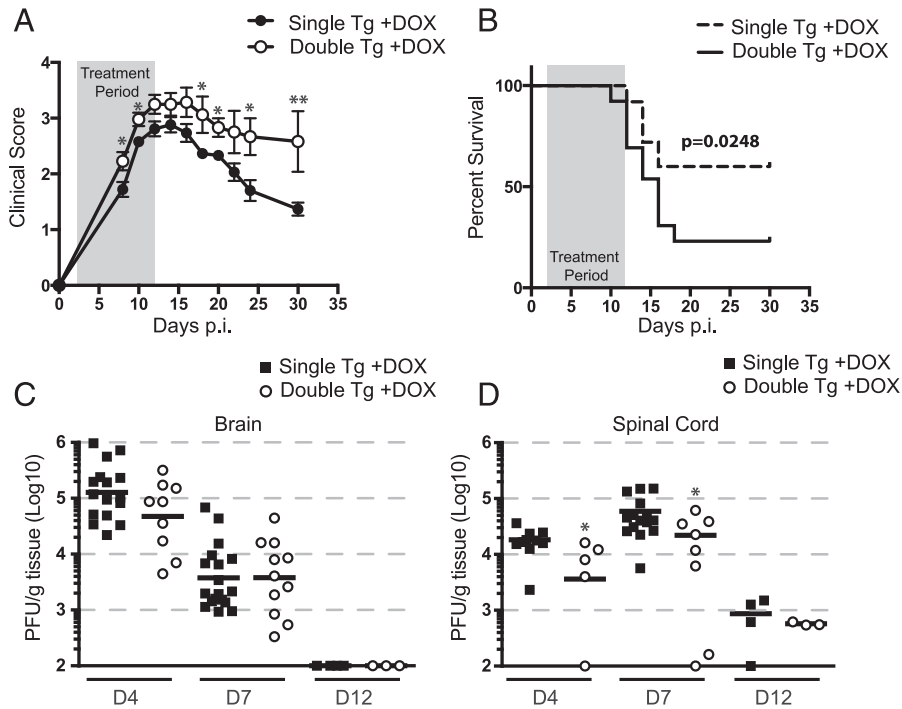 A
Single Tg +DOX
Double Tg +DOX
Treatment
Period
* * * * * **
Clinical Score
4
3
2
1
0
0 5 10 15 20 25 30 35
Days p.i.
B
Single Tg +DOX
Double Tg +DOX
p=0.0248
Percent Survival
100
50
0
Treatment
Period
0 5 10 15 20 25 30 35
Days p.i.
C
Single Tg +DOX
Double Tg +DOX
Brain
PFU/g tissue (Log10)
6
5
4
3
2
D4 D7 D12
D
Single Tg +DOX
Double Tg +DOX
Spinal Cord
PFU/g tissue (Log10)
6
5
4
3
2
* *
D4 D7 D12